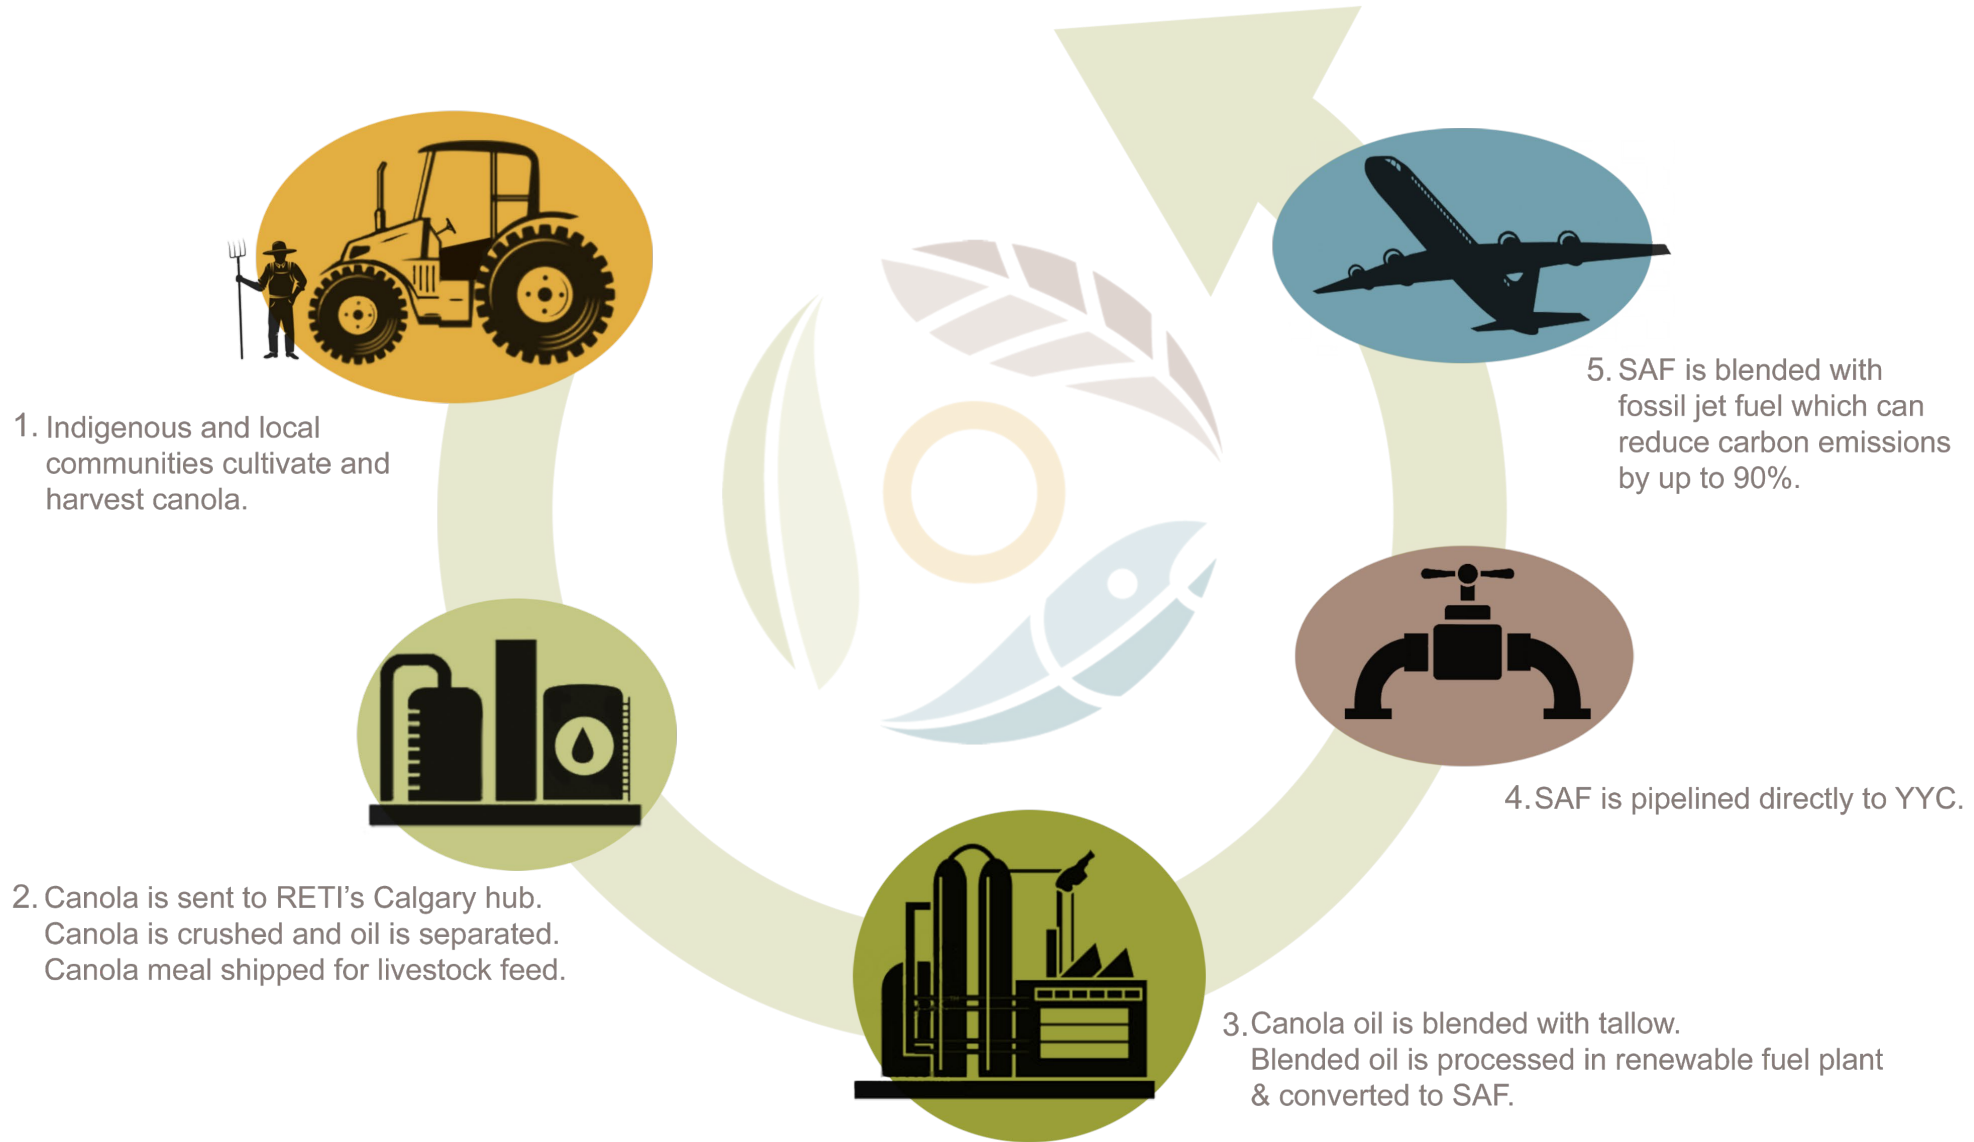 1. Indigenous and local
communities cultivate and
harvest canola.
2. Canola is sent to RETI's Calgary hub.
Canola is crushed and oil is separated.
Canola meal shipped for livestock feed.
3. Canola oil is blended with tallow.
Blended oil is processed in renewable fuel plant
& converted to SAF.
4. SAF is pipelined directly to YYC.
5. SAF is blended with
fossil jet fuel which can
reduce carbon emissions
by up to 90%.